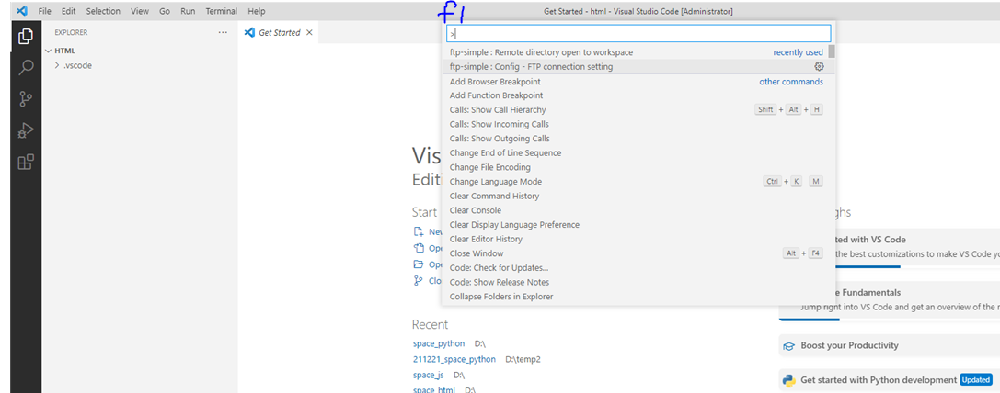 f1
File Edit Selection View Go Run Terminal Help
Get Started - html - Visual Studio Code [Administrator]
EXPLORER ...
Get Started ×
>
HTML
.vscode
ftp-simple : Remote directory open to workspace recently used
ftp-simple : Config - FTP connection setting
Add Browser Breakpoint other commands
Add Function Breakpoint
Calls: Show Call Hierarchy Shift + Alt + H
Calls: Show Incoming Calls
Calls: Show Outgoing Calls
Change End of Line Sequence
Change File Encoding
Change Language Mode Ctrl + K M
Clear Command History
Clear Console
Clear Display Language Preference
Clear Editor History
Close Window Alt + F4
Code: Check for Updates...
Code: Show Release Notes
Collapse Folders in Explorer
Vis
Editi
Start
New
Ope
Ope
Clo
Recent
space_python D:\
211221_space_python D:\temp2
space_js D:\
space_html D:\
ghs
ted with VS Code
the best customizations to make VS Code yo
e Fundamentals
Jump right into VS Code and get an overview of the m
Boost your Productivity
Get started with Python development Updated